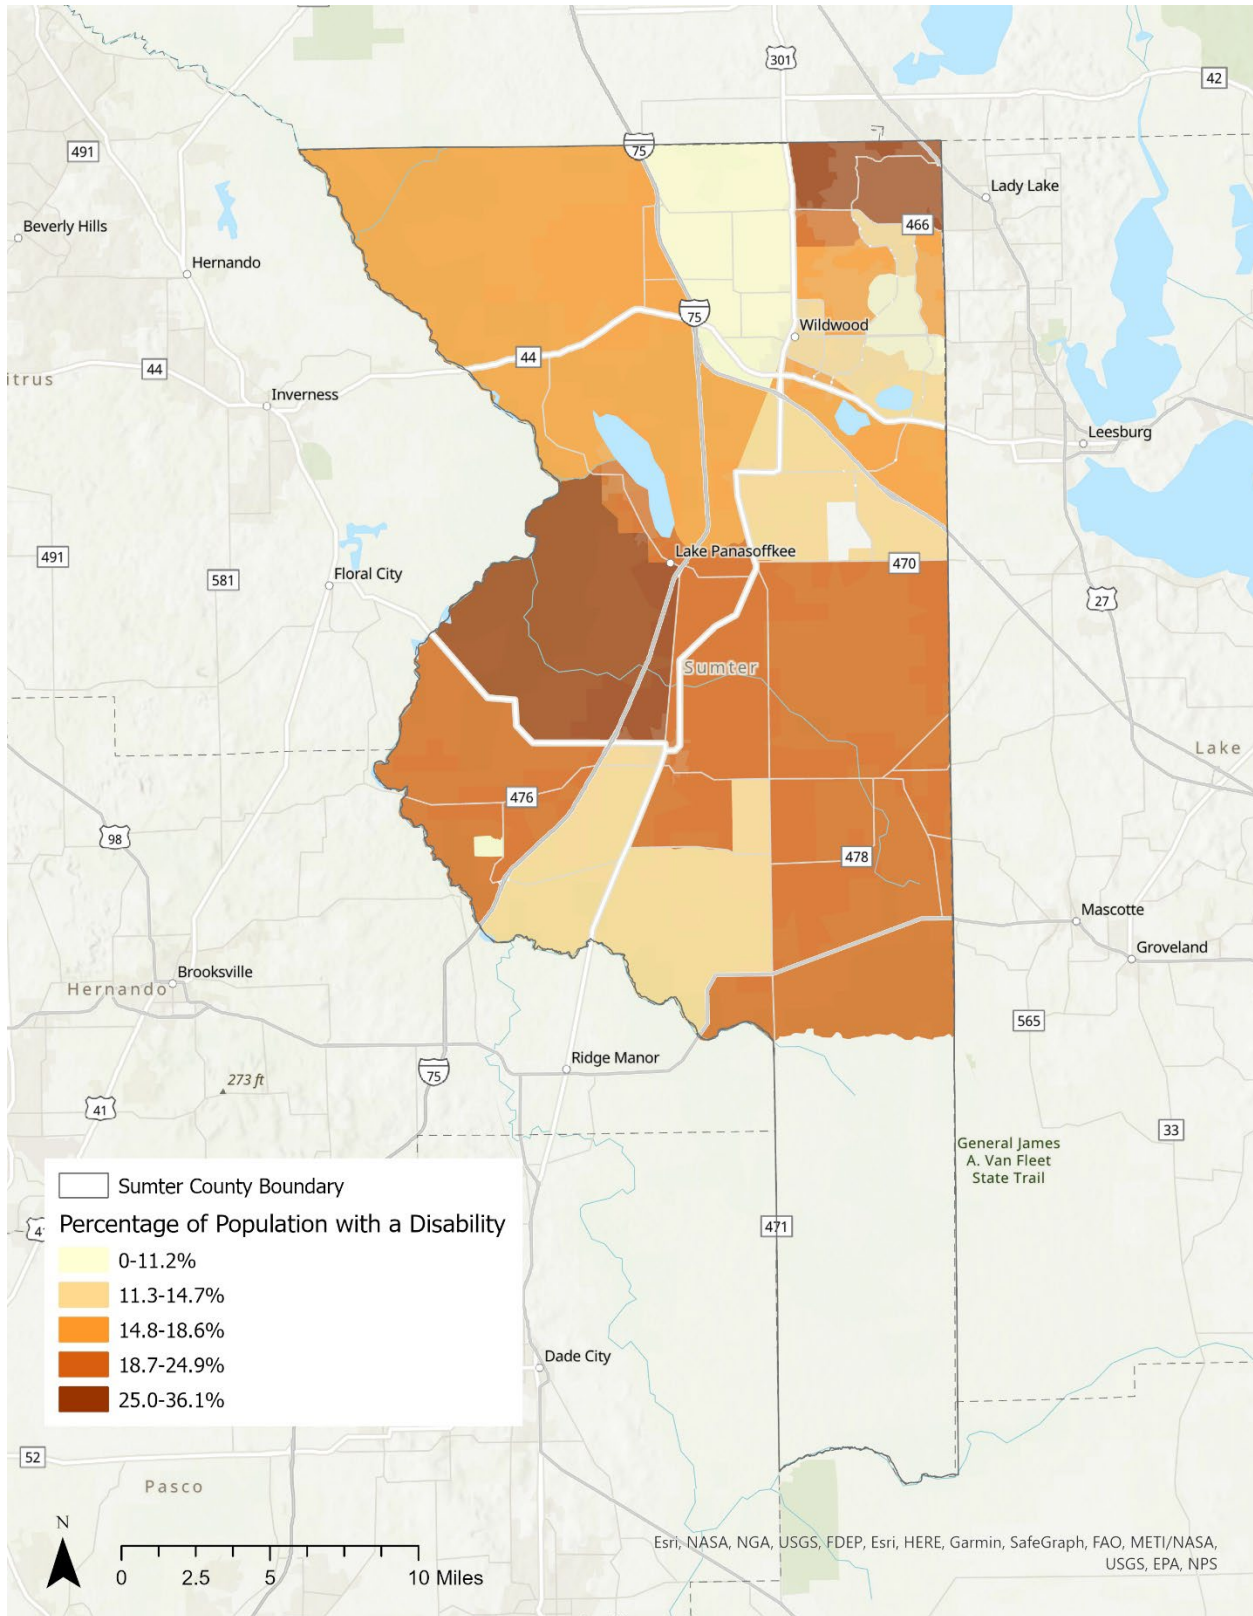 301
42
491
75
Lady Lake
466
Beverly Hills
Hernando
75
Wildwood
44
44
itrus
Inverness
Leesburg
491
Lake Panasoffkee
470
581
Floral City
27
Sumter
Lake
476
98
478
Mascotte
Groveland
Brooksville
Hernando
565
Ridge Manor
75
273 ft
41
33
General James
A. Van Fleet
State Trail
Sumter County Boundary
471
Percentage of Population with a Disability
0-11.2%
11.3-14.7%
14.8-18.6%
18.7-24.9%
25.0-36.1%
Dade City
52
Pasco
N
0 2.5 5 10 Miles
Esri, NASA, NGA, USGS, FDEP, Esri, HERE, Garmin, SafeGraph, FAO, METI/NASA,
USGS, EPA, NPS